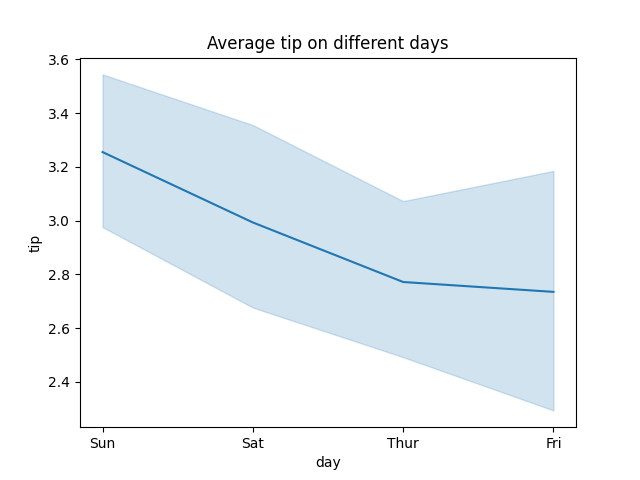 Average tip on different days
3.6
3.4
3.2
3.0
2.8
2.6
2.4
tip
Sun Sat Thur Fri
day